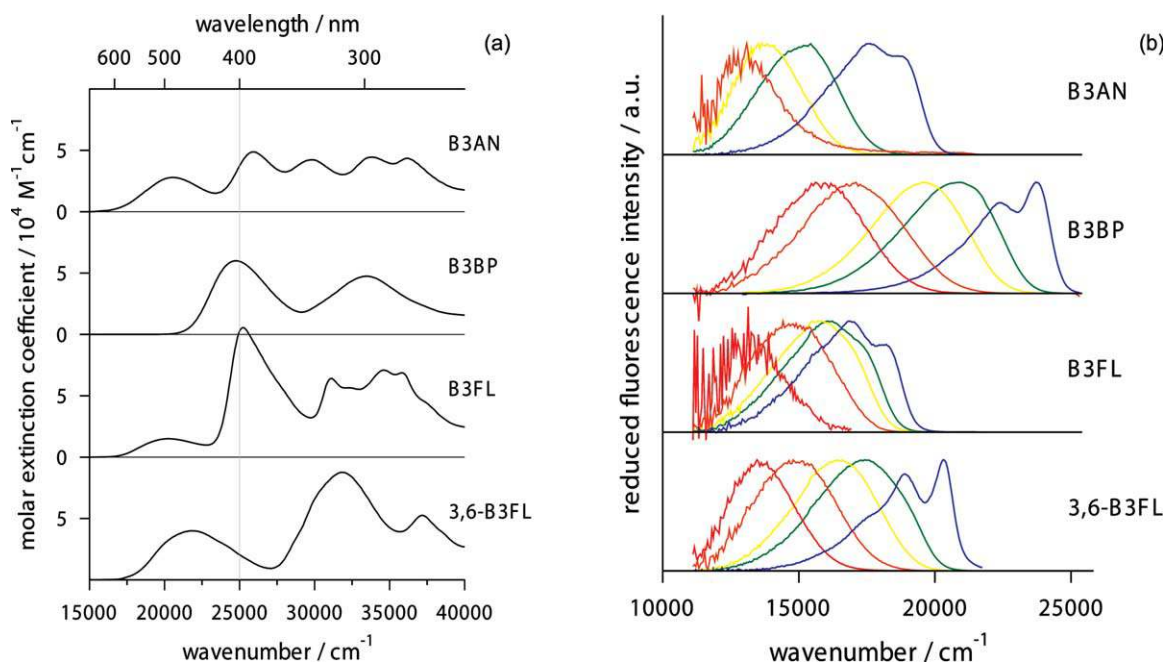 wavelength / nm
(a)
600 500 400 300
molar extinction coefficient / 10⁴ M⁻¹ cm⁻¹
B3AN
5
0
B3BP
5
0
B3FL
5
0
3,6-B3FL
5
15000 20000 25000 30000 35000 40000
wavenumber / cm⁻¹
(b)
reduced fluorescence intensity / a.u.
B3AN
B3BP
B3FL
3,6-B3FL
10000 15000 20000 25000
wavenumber / cm⁻¹